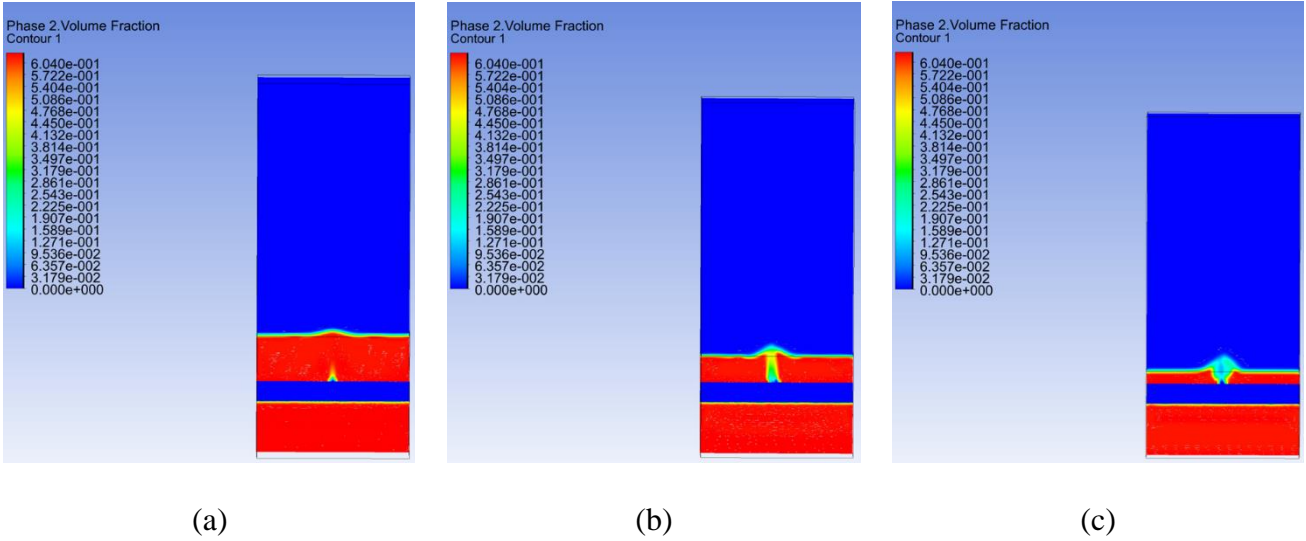 Phase 2.Volume Fraction
Contour 1
6.040e-001
5.722e-001
5.404e-001
5.086e-001
4.768e-001
4.450e-001
4.132e-001
3.814e-001
3.497e-001
3.179e-001
2.861e-001
2.543e-001
2.225e-001
1.907e-001
1.589e-001
1.271e-001
9.536e-002
6.357e-002
3.179e-002
0.000e+000
(a)
Phase 2.Volume Fraction
Contour 1
6.040e-001
5.722e-001
5.404e-001
5.086e-001
4.768e-001
4.450e-001
4.132e-001
3.814e-001
3.497e-001
3.179e-001
2.861e-001
2.543e-001
2.225e-001
1.907e-001
1.589e-001
1.271e-001
9.536e-002
6.357e-002
3.179e-002
0.000e+000
(b)
Phase 2.Volume Fraction
Contour 1
6.040e-001
5.722e-001
5.404e-001
5.086e-001
4.768e-001
4.450e-001
4.132e-001
3.814e-001
3.497e-001
3.179e-001
2.861e-001
2.543e-001
2.225e-001
1.907e-001
1.589e-001
1.271e-001
9.536e-002
6.357e-002
3.179e-002
0.000e+000
(c)